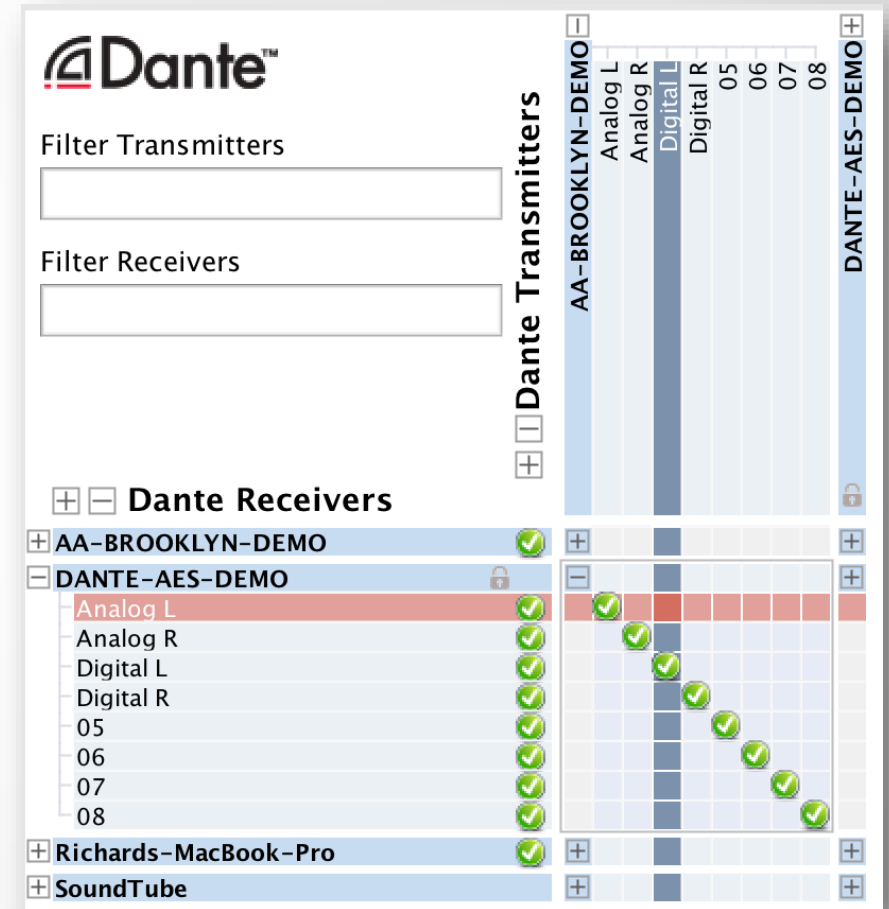 Dante™
Filter Transmitters
Filter Receivers
Dante Transmitters
AA-BROOKLYN-DEMO
Analog L
Analog R
Digital L
Digital R
05
06
07
08
DANTE-AES-DEMO
Dante Receivers
AA-BROOKLYN-DEMO
DANTE-AES-DEMO
Analog L
Analog R
Digital L
Digital R
05
06
07
08
Richards-MacBook-Pro
SoundTube